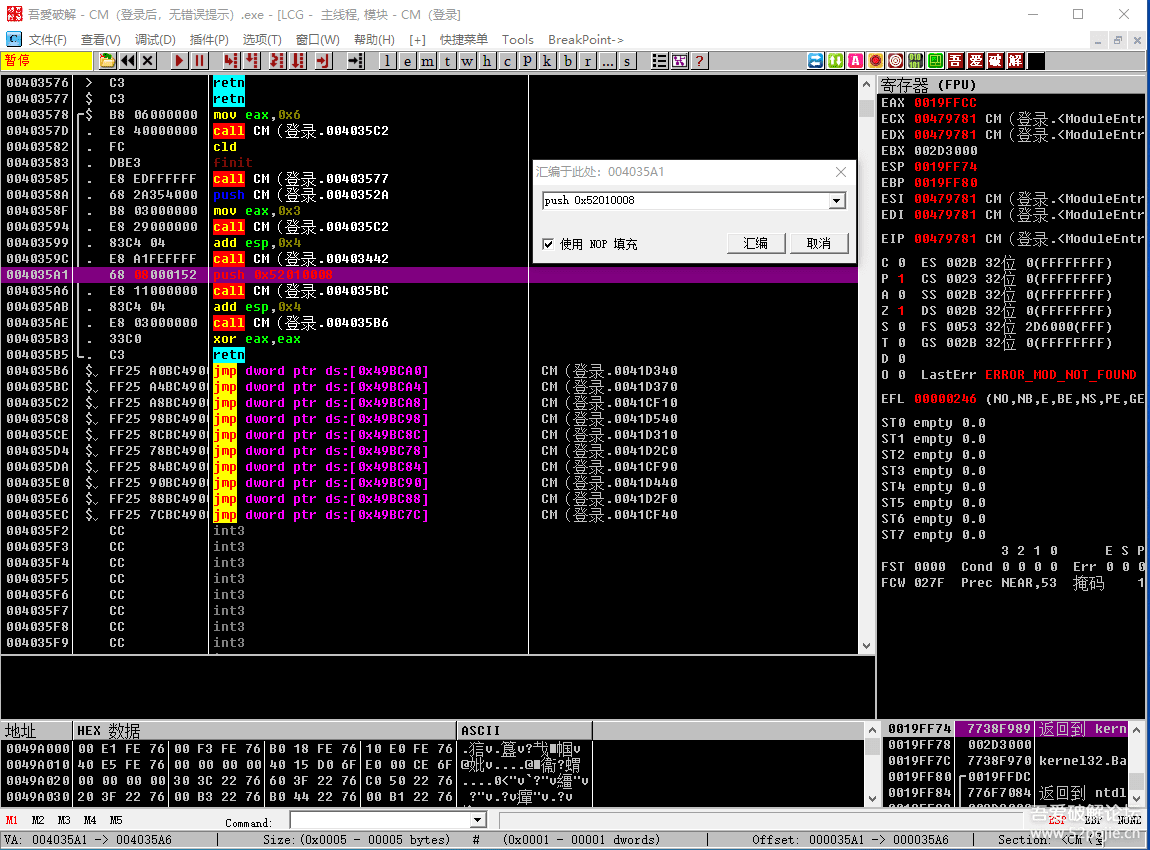 吾爱破解 - CM（登录后，无错误提示）.exe - [LCG - 主线程, 模块 - CM（登录]
文件(F) 查看(V) 调试(D) 插件(P) 选项(T) 窗口(W) 帮助(H) [+] 快捷菜单 Tools BreakPoint->
暂停 l e m t w h c p k b r ... s ? 吾 爱 破 解
00403576 > C3 retn
00403577 $ C3 retn
00403578 $ B8 06000000 mov eax,0x6
0040357D . E8 40000000 call CM（登录.004035C2
00403582 . FC cld
00403583 . DBE3 finit
00403585 . E8 EDFFFFFF call CM（登录.00403577
0040358A . 68 2A354000 push CM（登录.0040352A
0040358F . B8 03000000 mov eax,0x3
00403594 . E8 29000000 call CM（登录.004035C2
00403599 . 83C4 04 add esp,0x4
0040359C . E8 A1FEFFFF call CM（登录.00403442
004035A1 68 08000152 push 0x52010008
004035A6 . E8 11000000 call CM（登录.004035BC
004035AB . 83C4 04 add esp,0x4
004035AE . E8 03000000 call CM（登录.004035B6
004035B3 . 33C0 xor eax,eax
004035B5 . C3 retn
004035B6 $ FF25 A0BC490 jmp dword ptr ds:[0x49BCA0] CM（登录.0041D340
004035BC $ FF25 A4BC490 jmp dword ptr ds:[0x49BCA4] CM（登录.0041D370
004035C2 $ FF25 A8BC490 jmp dword ptr ds:[0x49BCA8] CM（登录.0041CF10
004035C8 $ FF25 98BC490 jmp dword ptr ds:[0x49BC98] CM（登录.0041D540
004035CE $ FF25 8CBC490 jmp dword ptr ds:[0x49BC8C] CM（登录.0041D310
004035D4 $ FF25 78BC490 jmp dword ptr ds:[0x49BC78] CM（登录.0041D2C0
004035DA $ FF25 84BC490 jmp dword ptr ds:[0x49BC84] CM（登录.0041CF90
004035E0 $ FF25 90BC490 jmp dword ptr ds:[0x49BC90] CM（登录.0041D440
004035E6 $ FF25 88BC490 jmp dword ptr ds:[0x49BC88] CM（登录.0041D2F0
004035EC $ FF25 7CBC490 jmp dword ptr ds:[0x49BC7C] CM（登录.0041CF40
004035F2 CC int3
004035F3 CC int3
004035F4 CC int3
004035F5 CC int3
004035F6 CC int3
004035F7 CC int3
004035F8 CC int3
004035F9 CC int3
汇编于此处: 004035A1
push 0x52010008
使用 NOP 填充 汇编 取消
寄存器 (FPU)
EAX 0019FFCC
ECX 00479781 CM（登录.<ModuleEntr
EDX 00479781 CM（登录.<ModuleEntr
EBX 002D3000
ESP 0019FF74
EBP 0019FF80
ESI 00479781 CM（登录.<ModuleEntr
EDI 00479781 CM（登录.<ModuleEntr
EIP 00479781 CM（登录.<ModuleEntr
C 0 ES 002B 32位 0(FFFFFFFF)
P 1 CS 0023 32位 0(FFFFFFFF)
A 0 SS 002B 32位 0(FFFFFFFF)
Z 1 DS 002B 32位 0(FFFFFFFF)
S 0 FS 0053 32位 2D6000(FFF)
T 0 GS 002B 32位 0(FFFFFFFF)
D 0
O 0 LastErr ERROR_MOD_NOT_FOUND
EFL 00000246 (NO,NB,E,BE,NS,PE,GE
ST0 empty 0.0
ST1 empty 0.0
ST2 empty 0.0
ST3 empty 0.0
ST4 empty 0.0
ST5 empty 0.0
ST6 empty 0.0
ST7 empty 0.0
3 2 1 0 E S P
FST 0000 Cond 0 0 0 0 Err 0 0 0
FCW 027F Prec NEAR,53 掩码 1
地址 HEX 数据 ASCII
0049A000 00 E1 FE 76 00 F3 FE 76 B0 18 FE 76 10 E0 FE 76
0049A010 40 E5 FE 76 00 00 00 00 40 15 D0 6F E0 00 CE 6F
0049A020 00 00 00 00 30 3C 22 76 60 3F 22 76 C0 50 22 76
0049A030 20 3F 22 76 00 B3 22 76 B0 44 22 76 00 B1 22 76
0019FF74 7738F989 返回到 kern
0019FF78 002D3000
0019FF7C 7738F970 kernel32.Ba
0019FF80 0019FFDC
0019FF84 776F7084 返回到 ntdl
M1 M2 M3 M4 M5 Command: ESP EBP NONE
吾爱破解论坛
www.52pojie.cn
VA: 004035A1 -> 004035A6 Size:(0x0005 - 00005 bytes) # (0x0001 - 00001 dwords) Offset: 000035A1 -> 000035A6 Section: <CM（登